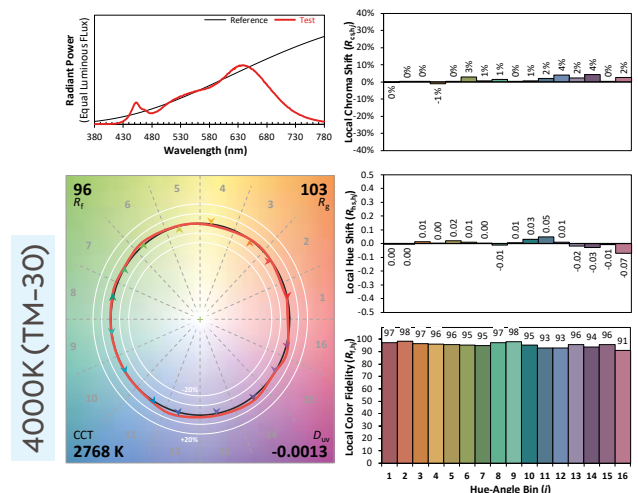 4000K (TM-30)
Radiant Power
(Equal Luminous FLux)
Reference
Test
380 430 480 530 580 630 680 730 780
Wavelength (nm)
96
Rf
103
Rg
5 4
6 3
7 2
8 1
9 16
10 15
-20%
+20%
CCT
2768 K
Duv
-0.0013
Local Chroma Shift (Rcs,hj)
40%
30%
20%
10%
0%
-10%
-20%
-30%
-40%
0% 0% 0% -1% 0% 3% 1% 1% 0% 1% 2% 4% 2% 4% 0% 2%
Local Hue Shift (Rhs,hj)
0.5
0.4
0.3
0.2
0.1
0.0
-0.1
-0.2
-0.3
-0.4
-0.5
0.00 0.00 0.01 0.00 0.02 0.01 0.00 -0.01 0.01 0.03 0.05 0.01 -0.02 -0.03 -0.01 -0.07
Local Color Fidelity (Rf,hj)
100
90
80
70
60
50
40
30
20
10
0
97 98 97 96 96 95 95 97 98 95 93 93 96 94 96 91
1 2 3 4 5 6 7 8 9 10 11 12 13 14 15 16
Hue-Angle Bin (j)